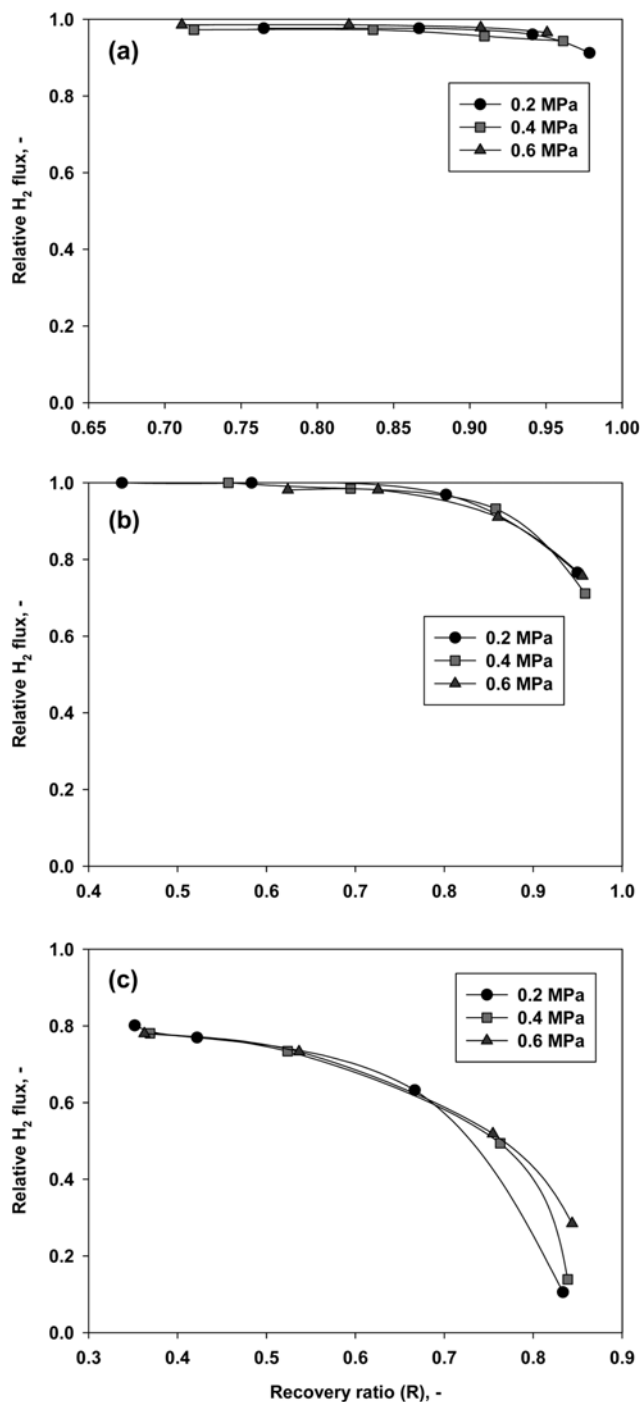 (a)
Relative H₂ flux, -
1.0
0.8
0.6
0.4
0.2
0.0
0.2 MPa
0.4 MPa
0.6 MPa
0.65 0.70 0.75 0.80 0.85 0.90 0.95 1.00
(b)
Relative H₂ flux, -
1.0
0.8
0.6
0.4
0.2
0.0
0.2 MPa
0.4 MPa
0.6 MPa
0.4 0.5 0.6 0.7 0.8 0.9 1.0
(c)
Relative H₂ flux, -
1.0
0.8
0.6
0.4
0.2
0.0
0.2 MPa
0.4 MPa
0.6 MPa
0.3 0.4 0.5 0.6 0.7 0.8 0.9
Recovery ratio (R), -